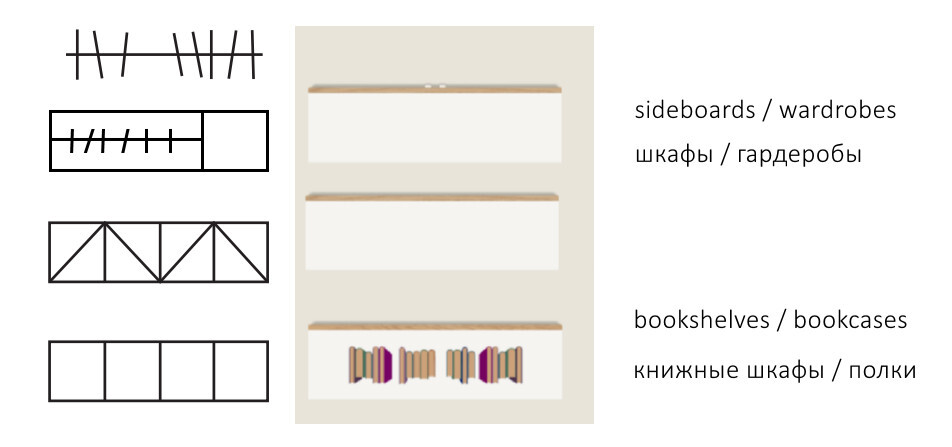 sideboards / wardrobes
шкафы / гардеробы
bookshelves / bookcases
книжные шкафы / полки